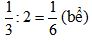 1/3 : 2 = 1/6 (bể)